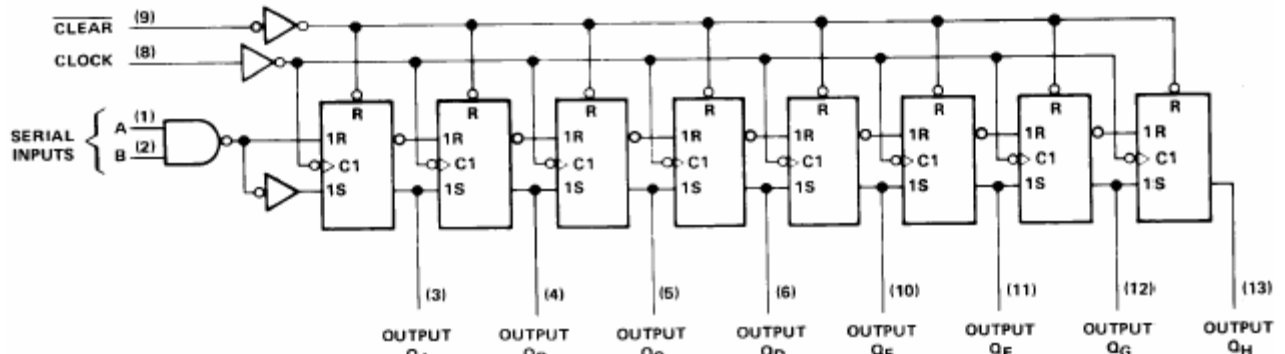 CLEAR (9)
CLOCK (8)
SERIAL INPUTS
A (1)
B (2)
R R R R R R R R
1R 1R 1R 1R 1R 1R 1R 1R
C1 C1 C1 C1 C1 C1 C1 C1
1S 1S 1S 1S 1S 1S 1S 1S
(3) (4) (5) (6) (10) (11) (12) (13)
OUTPUT OUTPUT OUTPUT OUTPUT OUTPUT OUTPUT OUTPUT OUTPUT
QG QH